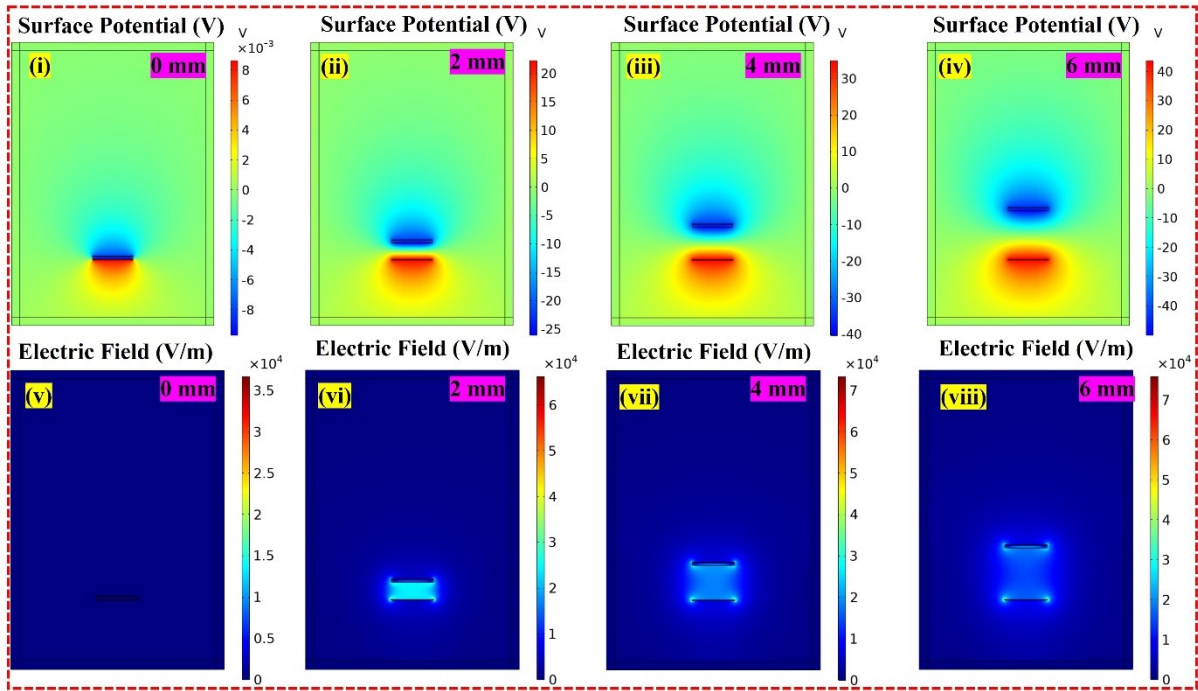 Surface Potential (V)
V
×10⁻³
(i)
0 mm
8
6
4
2
0
-2
-4
-6
-8
Surface Potential (V)
V
(ii)
2 mm
20
15
10
5
0
-5
-10
-15
-20
-25
Surface Potential (V)
V
(iii)
4 mm
30
20
10
0
-10
-20
-30
-40
Surface Potential (V)
V
(iv)
6 mm
40
30
20
10
0
-10
-20
-30
-40
Electric Field (V/m)
×10⁴
(v)
0 mm
3.5
3
2.5
2
1.5
1
0.5
0
Electric Field (V/m)
×10⁴
(vi)
2 mm
6
5
4
3
2
1
0
Electric Field (V/m)
×10⁴
(vii)
4 mm
7
6
5
4
3
2
1
0
Electric Field (V/m)
×10⁴
(viii)
6 mm
7
6
5
4
3
2
1
0